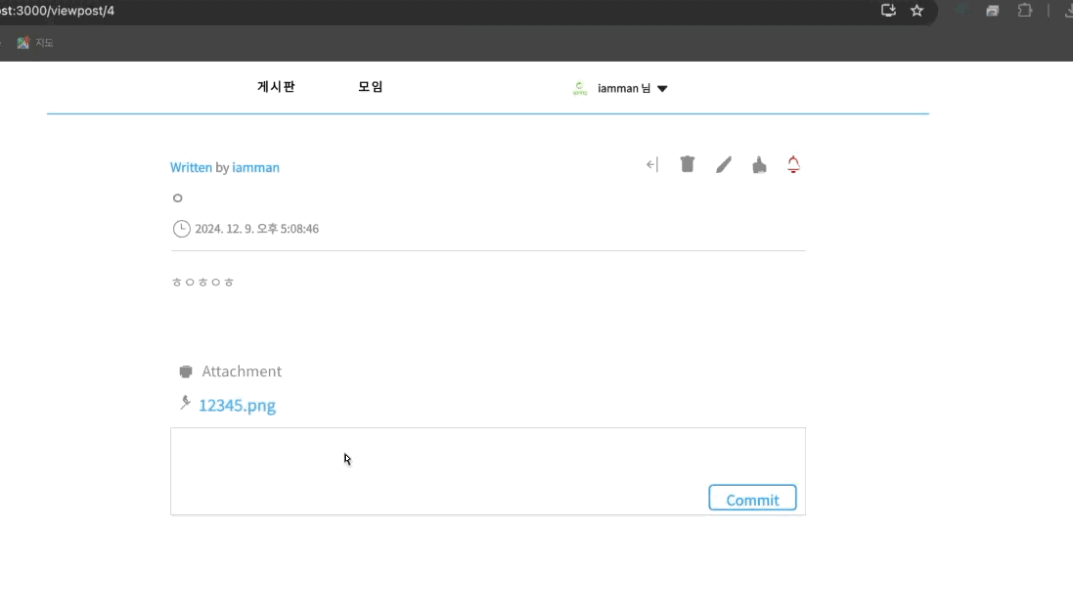 ost:3000/viewpost/4
지도
게시판 모임 iamman 님
Written by iamman
ㅇ
2024. 12. 9. 오후 5:08:46
ㅎㅇㅎㅇㅎ
Attachment
12345.png
Commit